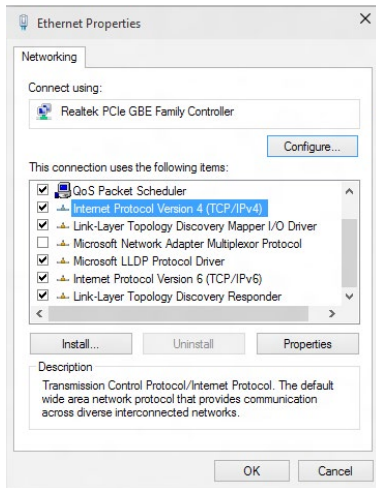 Ethernet Properties
Networking
Connect using:
Realtek PCIe GBE Family Controller
Configure...
This connection uses the following items:
QoS Packet Scheduler
Internet Protocol Version 4 (TCP/IPv4)
Link-Layer Topology Discovery Mapper I/O Driver
Microsoft Network Adapter Multiplexor Protocol
Microsoft LLDP Protocol Driver
Internet Protocol Version 6 (TCP/IPv6)
Link-Layer Topology Discovery Responder
Install... Uninstall Properties
Description
Transmission Control Protocol/Internet Protocol. The default
wide area network protocol that provides communication
across diverse interconnected networks.
OK Cancel